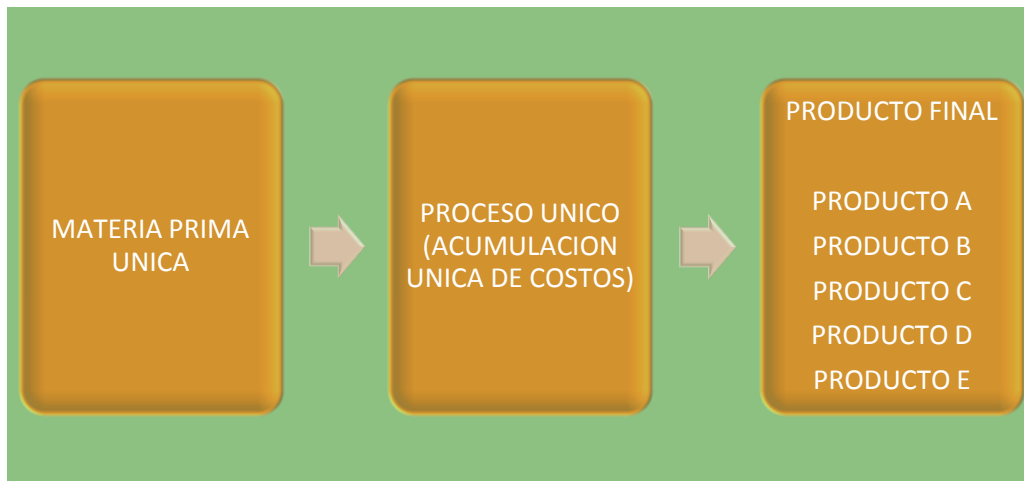 MATERIA PRIMA
UNICA
PROCESO UNICO
(ACUMULACION
UNICA DE COSTOS)
PRODUCTO FINAL
PRODUCTO A
PRODUCTO B
PRODUCTO C
PRODUCTO D
PRODUCTO E